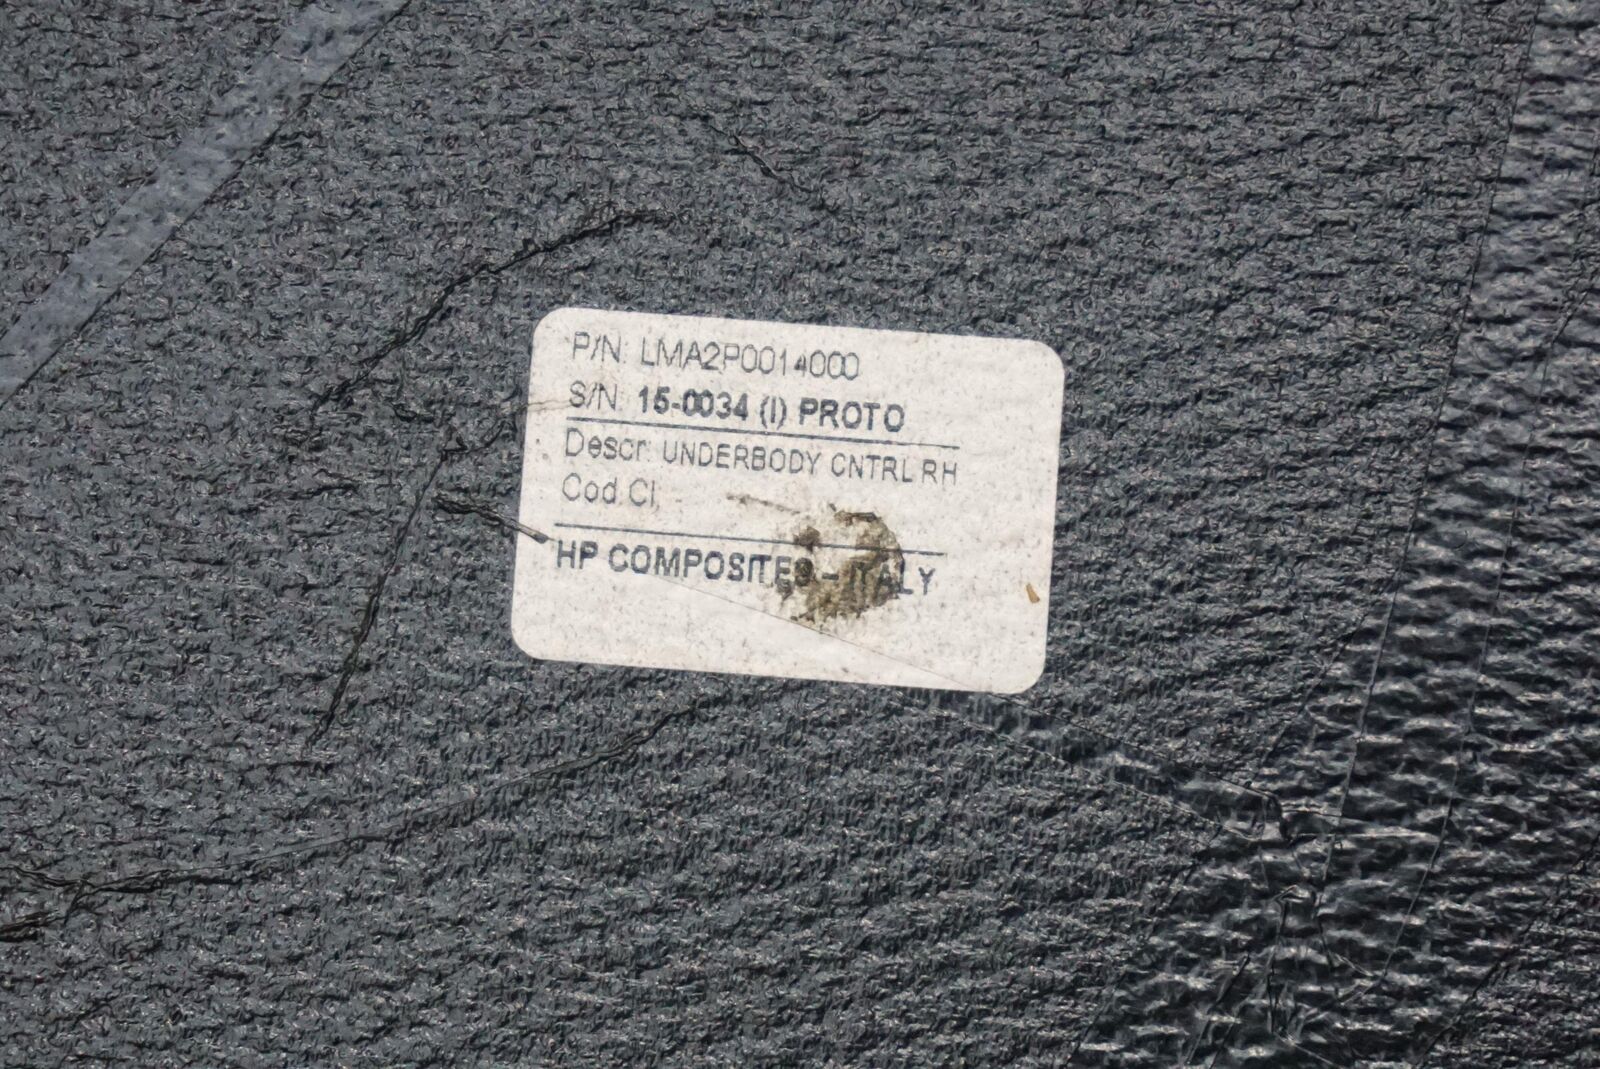 P/N: LMA2P0014000
S/N: 15-0034 (I) PROTO
Descr: UNDERBODY CNTRL RH
Cod.Cl.
HP COMPOSITES - ITALY